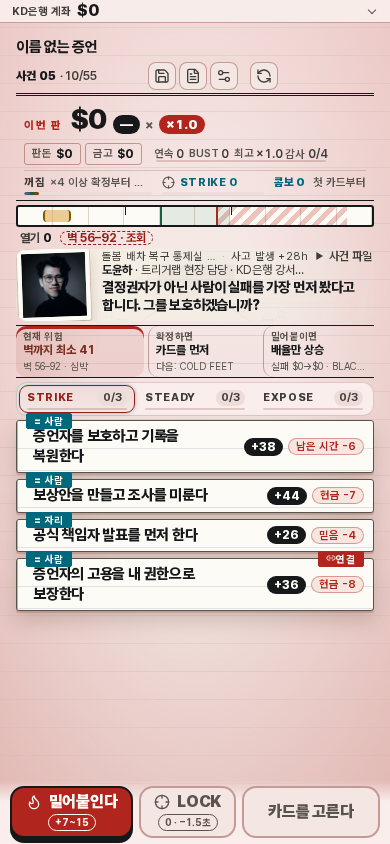 KD은행 계좌 $0
이름 없는 증언
사건 05 · 10/55
이번 판 $0 — × ×1.0
판돈 $0 금고 $0 연속 0 BUST 0 최고 ×1.0 감사 0/4
꺼짐 ×4 이상 확정부터 ... STRIKE 0 콤보 0 첫 카드부터
열기 0 벽 56–92 · 조회
돌봄 배차 복구 통제실 ... · 사고 발생 +28h ▶ 사건 파일
도윤하 · 트리거랩 현장 담당 · KD은행 강서...
결정권자가 아닌 사람이 실패를 가장 먼저 봤다고
합니다. 그를 보호하겠습니까?
현재 위험
벽까지 최소 41
벽 56–92 · 심박
확정하면
카드를 먼저
다음: COLD FEET
밀어붙이면
배율만 상승
실패 $0→$0 · BLAC...
STRIKE 0/3 STEADY 0/3 EXPOSE 0/3
= 사람
증언자를 보호하고 기록을
복원한다
+38 남은 시간 −6
= 사람
보상안을 만들고 조사를 미룬다 +44 현금 −7
= 자리
공식 책임자 발표를 먼저 한다 +26 믿음 −4
= 사람 연결
증언자의 고용을 내 권한으로
보장한다
+36 현금 −8
밀어붙인다
+7~15
LOCK
0 · −1.5초
카드를 고른다